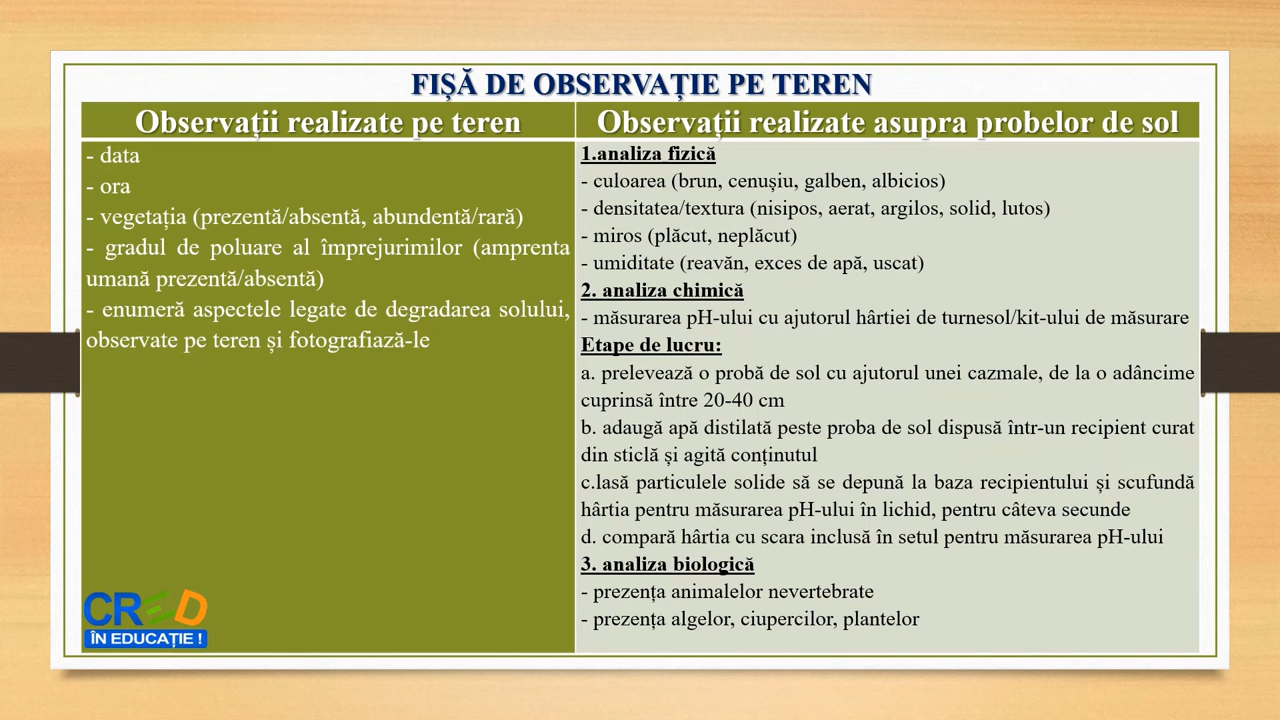 FIȘĂ DE OBSERVAȚIE PE TEREN
Observații realizate pe teren
- data
- ora
- vegetația (prezentă/absentă, abundentă/rară)
- gradul de poluare al împrejurimilor (amprenta
umană prezentă/absentă)
- enumeră aspectele legate de degradarea solului,
observate pe teren și fotografiază-le
Observații realizate asupra probelor de sol
1.analiza fizică
- culoarea (brun, cenușiu, galben, albicios)
- densitatea/textura (nisipos, aerat, argilos, solid, lutos)
- miros (plăcut, neplăcut)
- umiditate (reavăn, exces de apă, uscat)
2. analiza chimică
- măsurarea pH-ului cu ajutorul hârtiei de turnesol/kit-ului de măsurare
Etape de lucru:
a. prelevează o probă de sol cu ajutorul unei cazmale, de la o adâncime
cuprinsă între 20-40 cm
b. adaugă apă distilată peste proba de sol dispusă într-un recipient curat
din sticlă și agită conținutul
c.lasă particulele solide să se depună la baza recipientului și scufundă
hârtia pentru măsurarea pH-ului în lichid, pentru câteva secunde
d. compară hârtia cu scara inclusă în setul pentru măsurarea pH-ului
3. analiza biologică
- prezența animalelor nevertebrate
- prezența algelor, ciupercilor, plantelor
CRED
ÎN EDUCAȚIE !